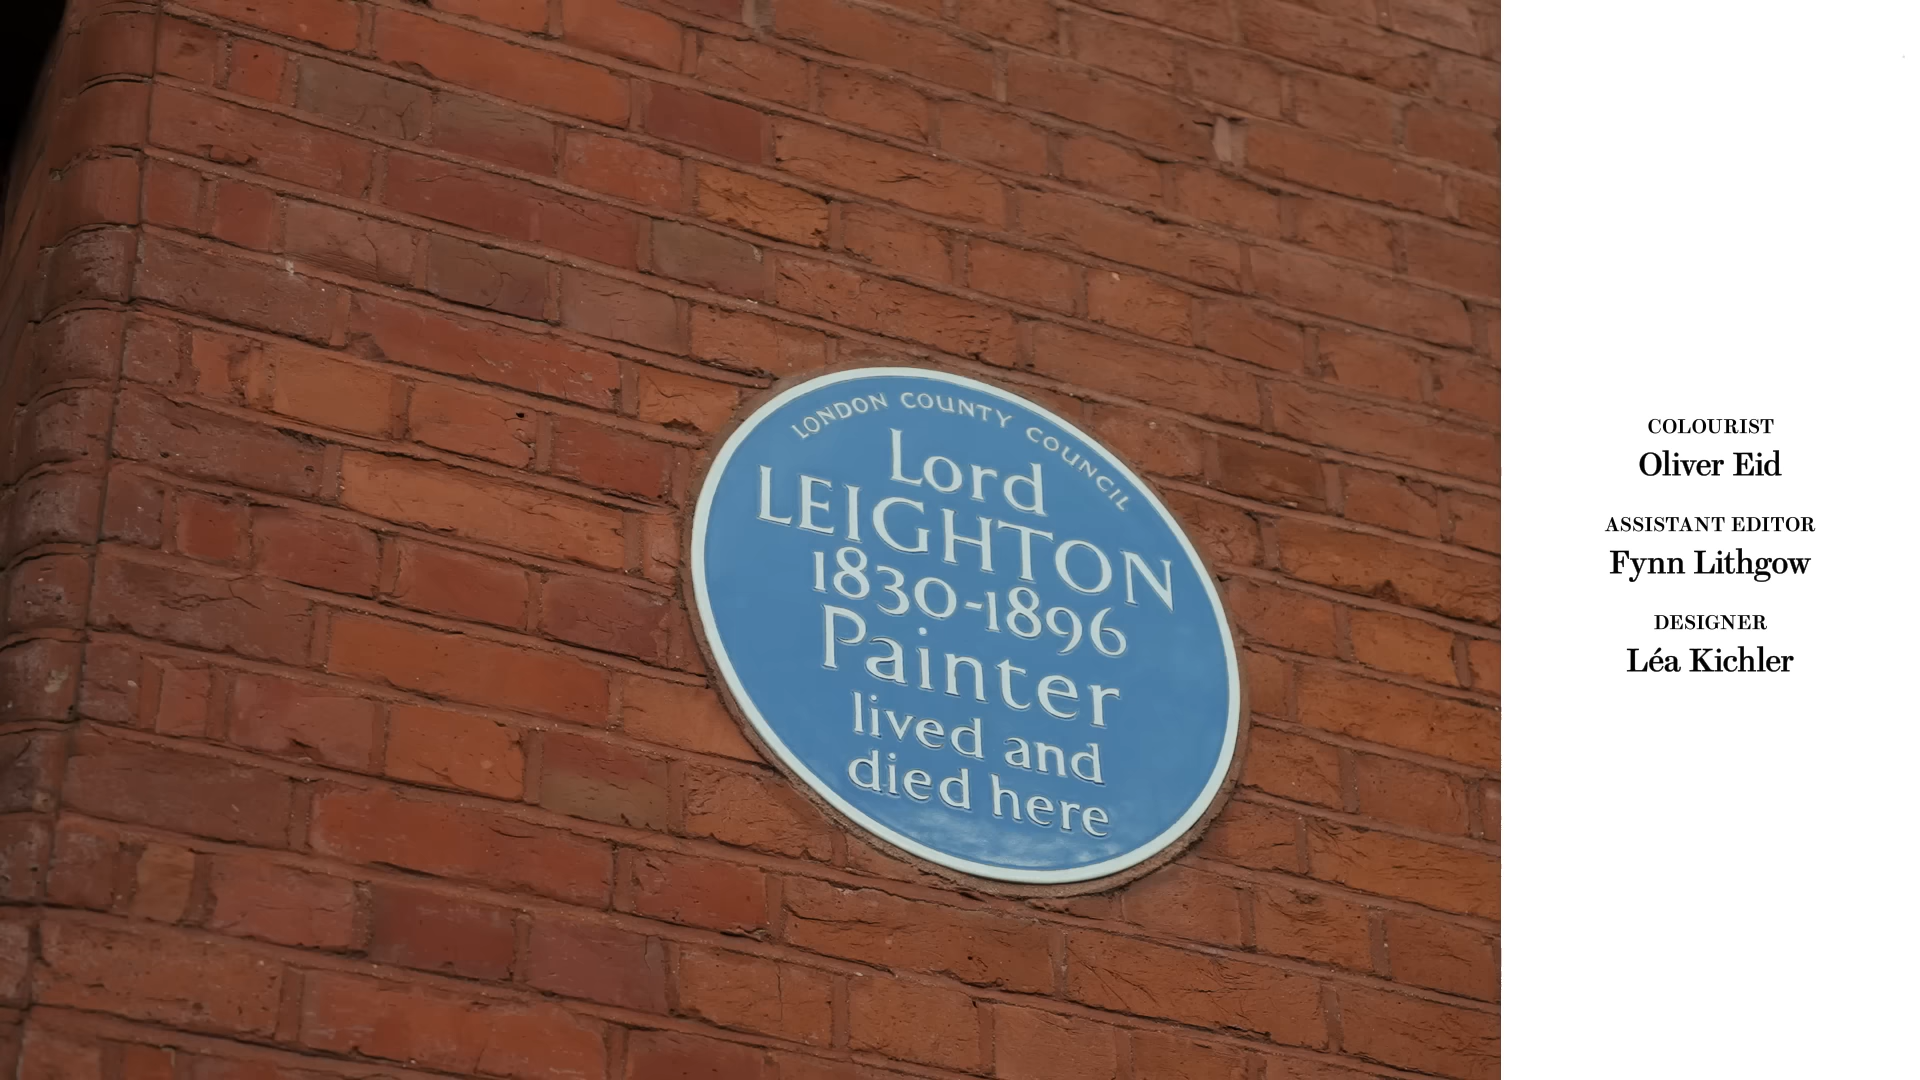 LONDON COUNTY COUNCIL
Lord
LEIGHTON
1830-1896
Painter
lived and
died here
COLOURIST
Oliver Eid
ASSISTANT EDITOR
Fynn Lithgow
DESIGNER
Léa Kichler